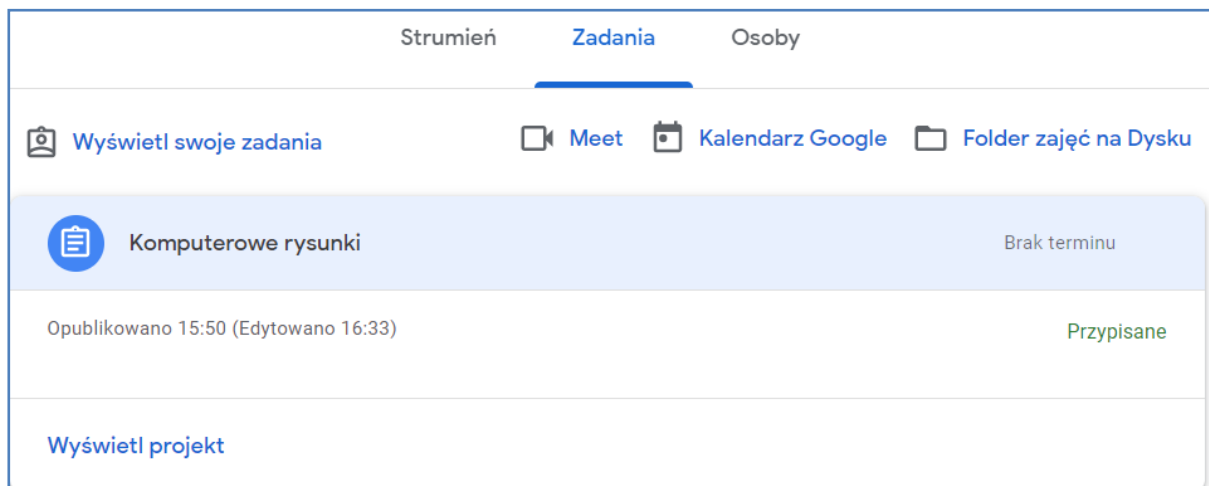 Strumień Zadania Osoby
Wyświetl swoje zadania Meet Kalendarz Google Folder zajęć na Dysku
Komputerowe rysunki Brak terminu
Opublikowano 15:50 (Edytowano 16:33) Przypisane
Wyświetl projekt